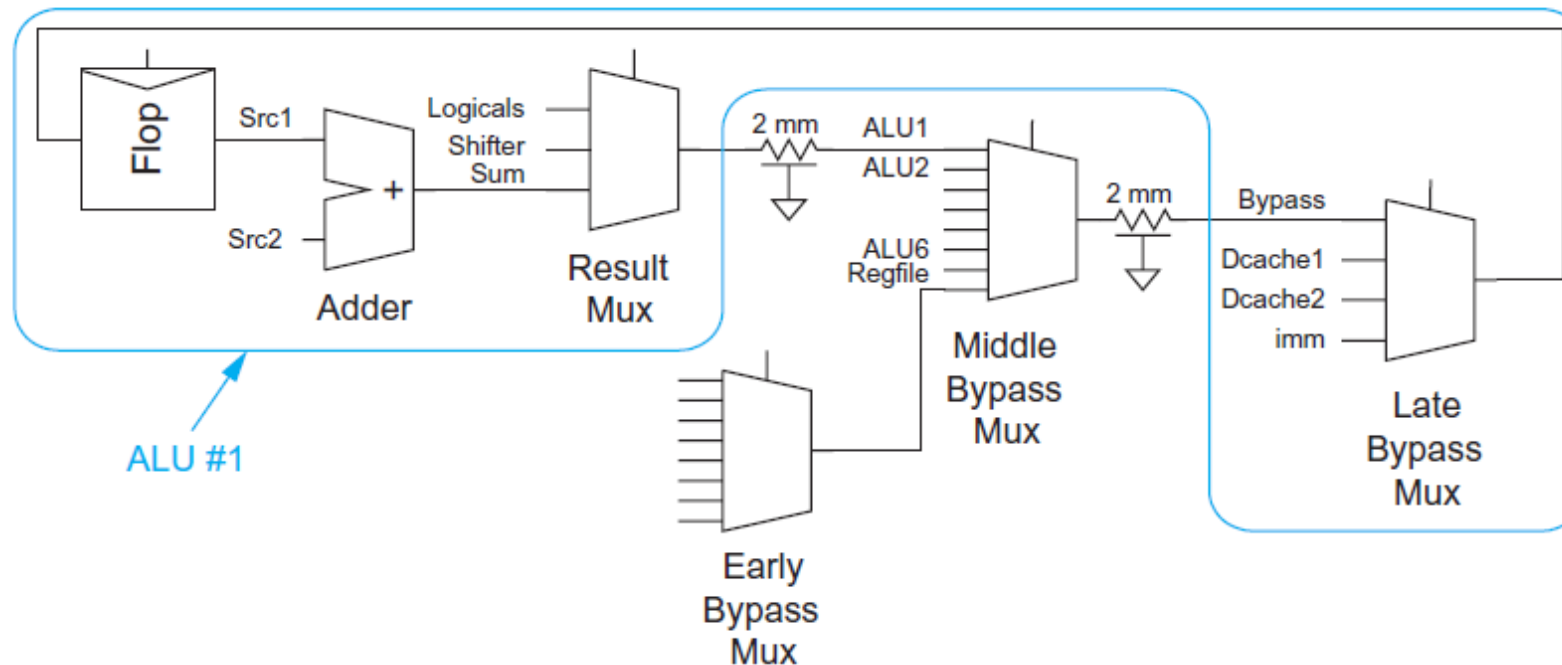 Flop
Src1
Src2
+
Adder
Logicals
Shifter
Sum
Result
Mux
2 mm
ALU1
ALU2
ALU6
Regfile
Middle
Bypass
Mux
2 mm
Bypass
Dcache1
Dcache2
imm
Late
Bypass
Mux
Early
Bypass
Mux
ALU #1